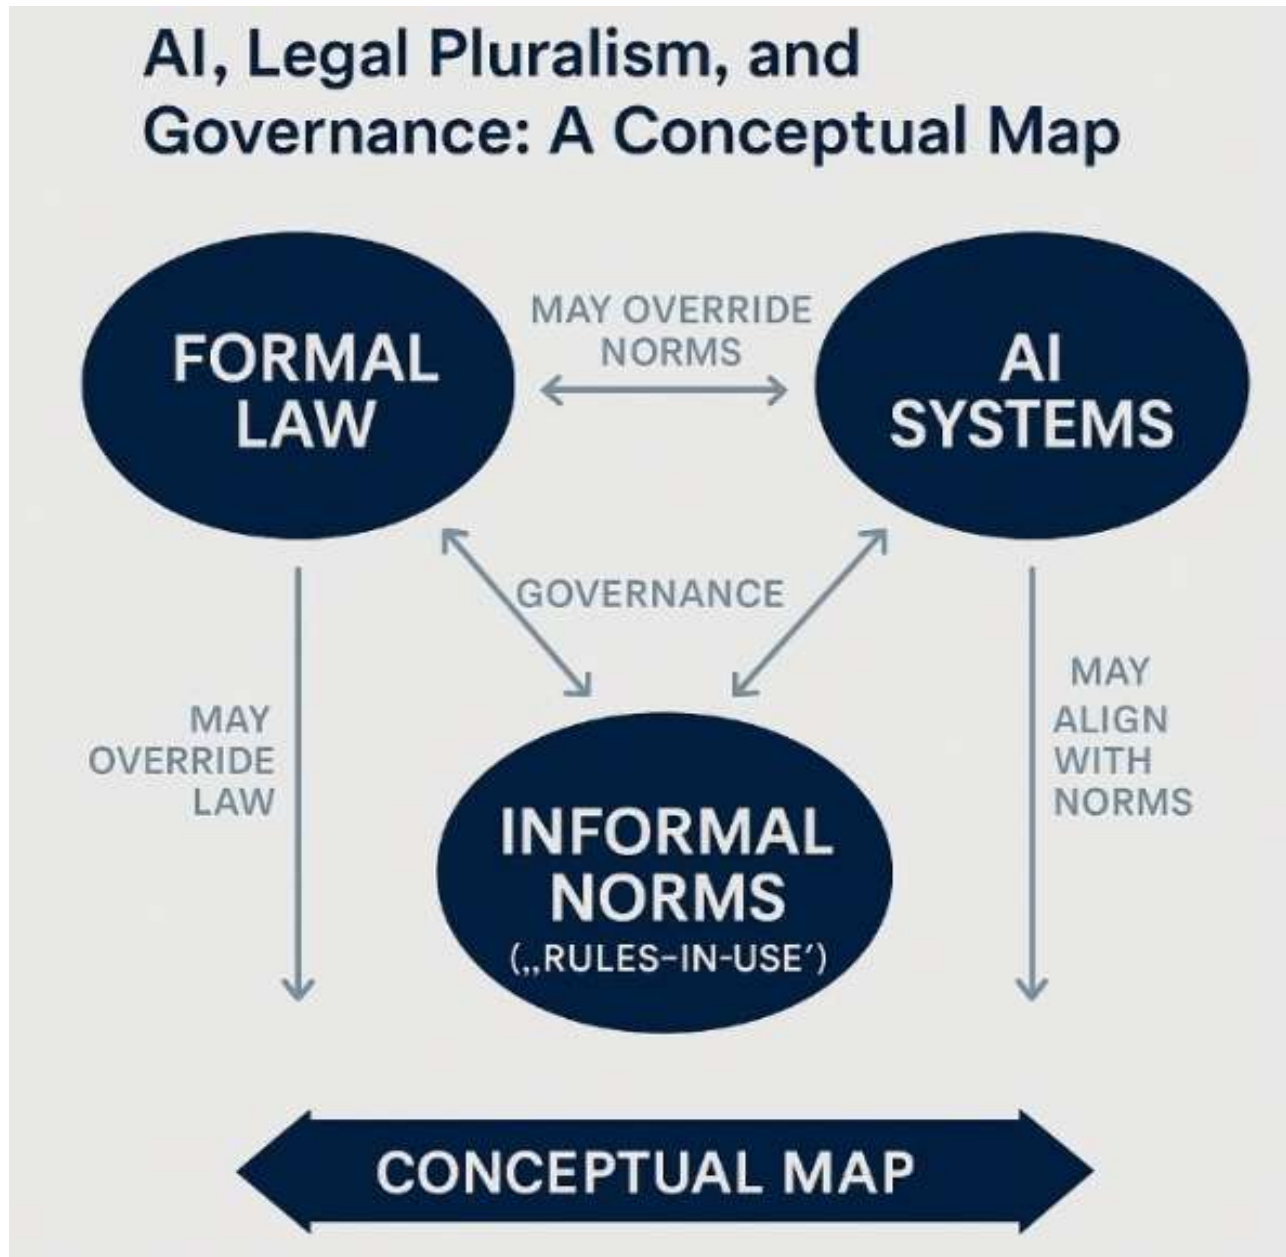 AI, Legal Pluralism, and
Governance: A Conceptual Map
FORMAL
LAW
MAY OVERRIDE
NORMS
AI
SYSTEMS
GOVERNANCE
MAY
OVERRIDE
LAW
MAY
ALIGN
WITH
NORMS
INFORMAL
NORMS
(„RULES-IN-USE′)
CONCEPTUAL MAP